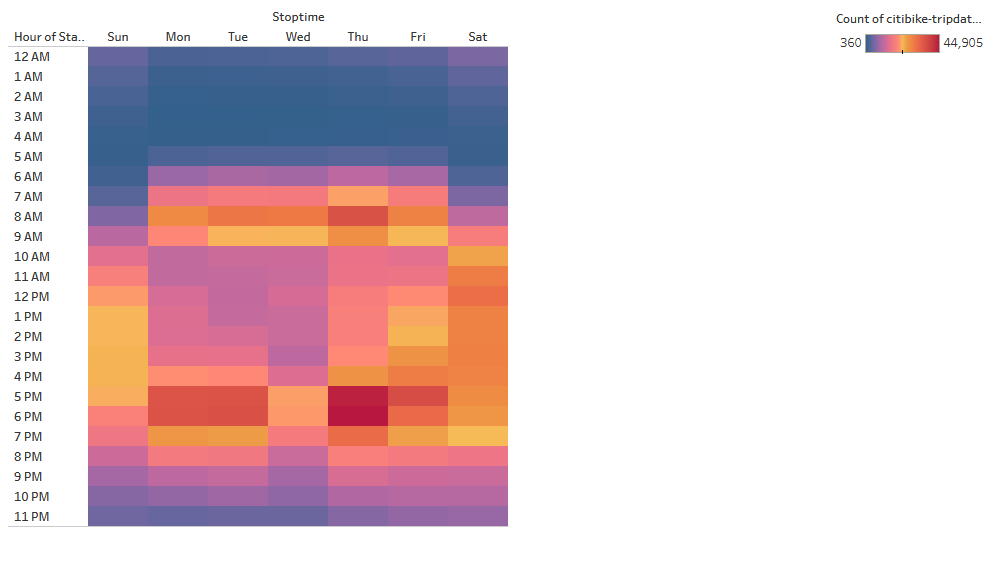 Stoptime
Hour of Sta.. Sun Mon Tue Wed Thu Fri Sat
12 AM
1 AM
2 AM
3 AM
4 AM
5 AM
6 AM
7 AM
8 AM
9 AM
10 AM
11 AM
12 PM
1 PM
2 PM
3 PM
4 PM
5 PM
6 PM
7 PM
8 PM
9 PM
10 PM
11 PM
Count of citibike-tripdat...
360 44,905